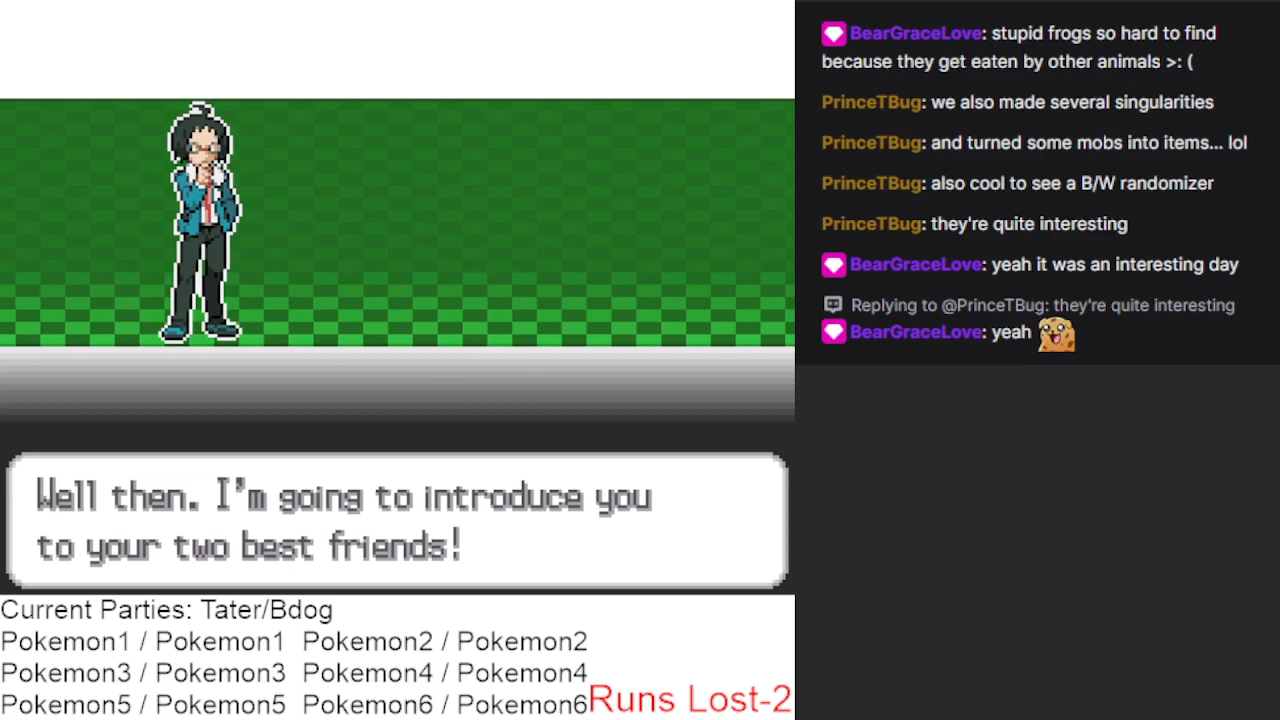 Well then. I'm going to introduce you
to your two best friends!
Current Parties: Tater/Bdog
Pokemon1 / Pokemon1 Pokemon2 / Pokemon2
Pokemon3 / Pokemon3 Pokemon4 / Pokemon4
Pokemon5 / Pokemon5 Pokemon6 / Pokemon6
Runs Lost-2
BearGraceLove: stupid frogs so hard to find
because they get eaten by other animals >: (
PrinceTBug: we also made several singularities
PrinceTBug: and turned some mobs into items... lol
PrinceTBug: also cool to see a B/W randomizer
PrinceTBug: they're quite interesting
BearGraceLove: yeah it was an interesting day
Replying to @PrinceTBug: they're quite interesting
BearGraceLove: yeah